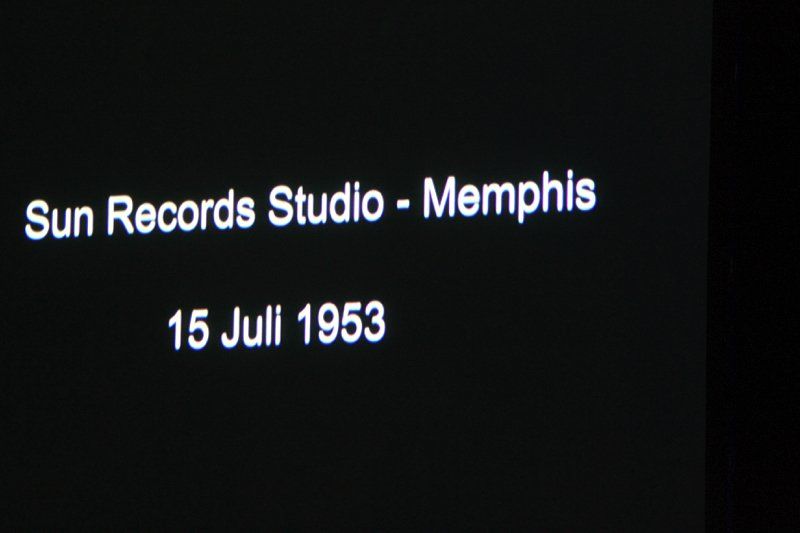 Sun Records Studio - Memphis
15 Juli 1953